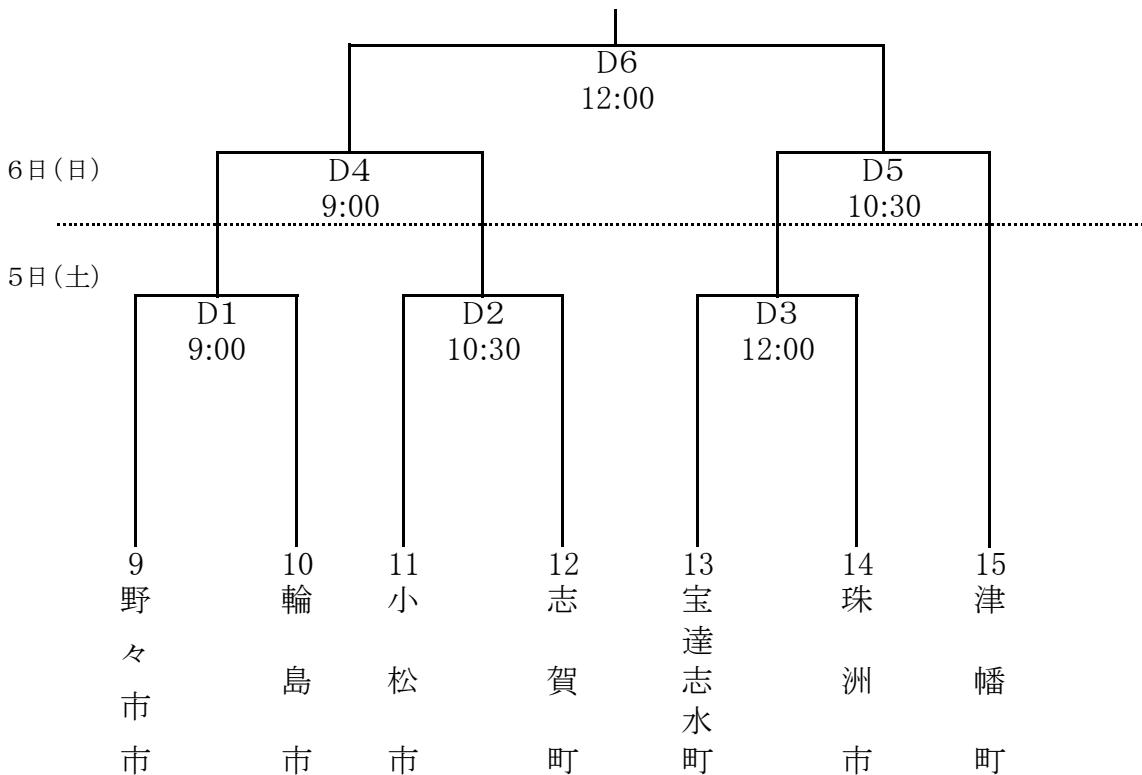 D6
12:00
6日(日)
D4
9:00
D5
10:30
5日(土)
D1
9:00
D2
10:30
D3
12:00
9
野々市市
10
輪島市
11
小松市
12
志賀町
13
宝達志水町
14
珠洲市
15
津幡町